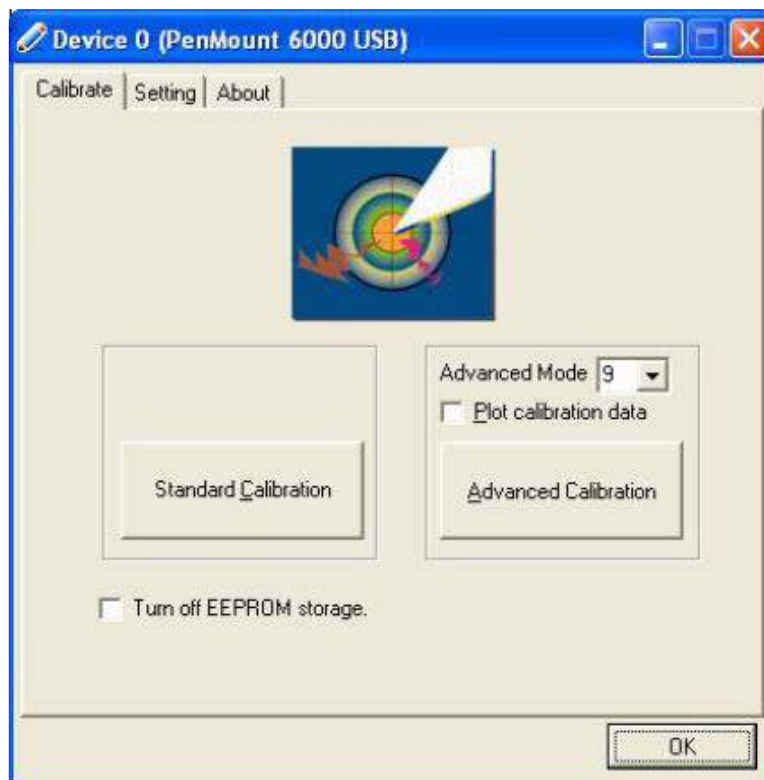 Device 0 (PenMount 6000 USB)
Calibrate Setting About
Advanced Mode 9
Plot calibration data
Standard Calibration
Advanced Calibration
Turn off EEPROM storage.
OK